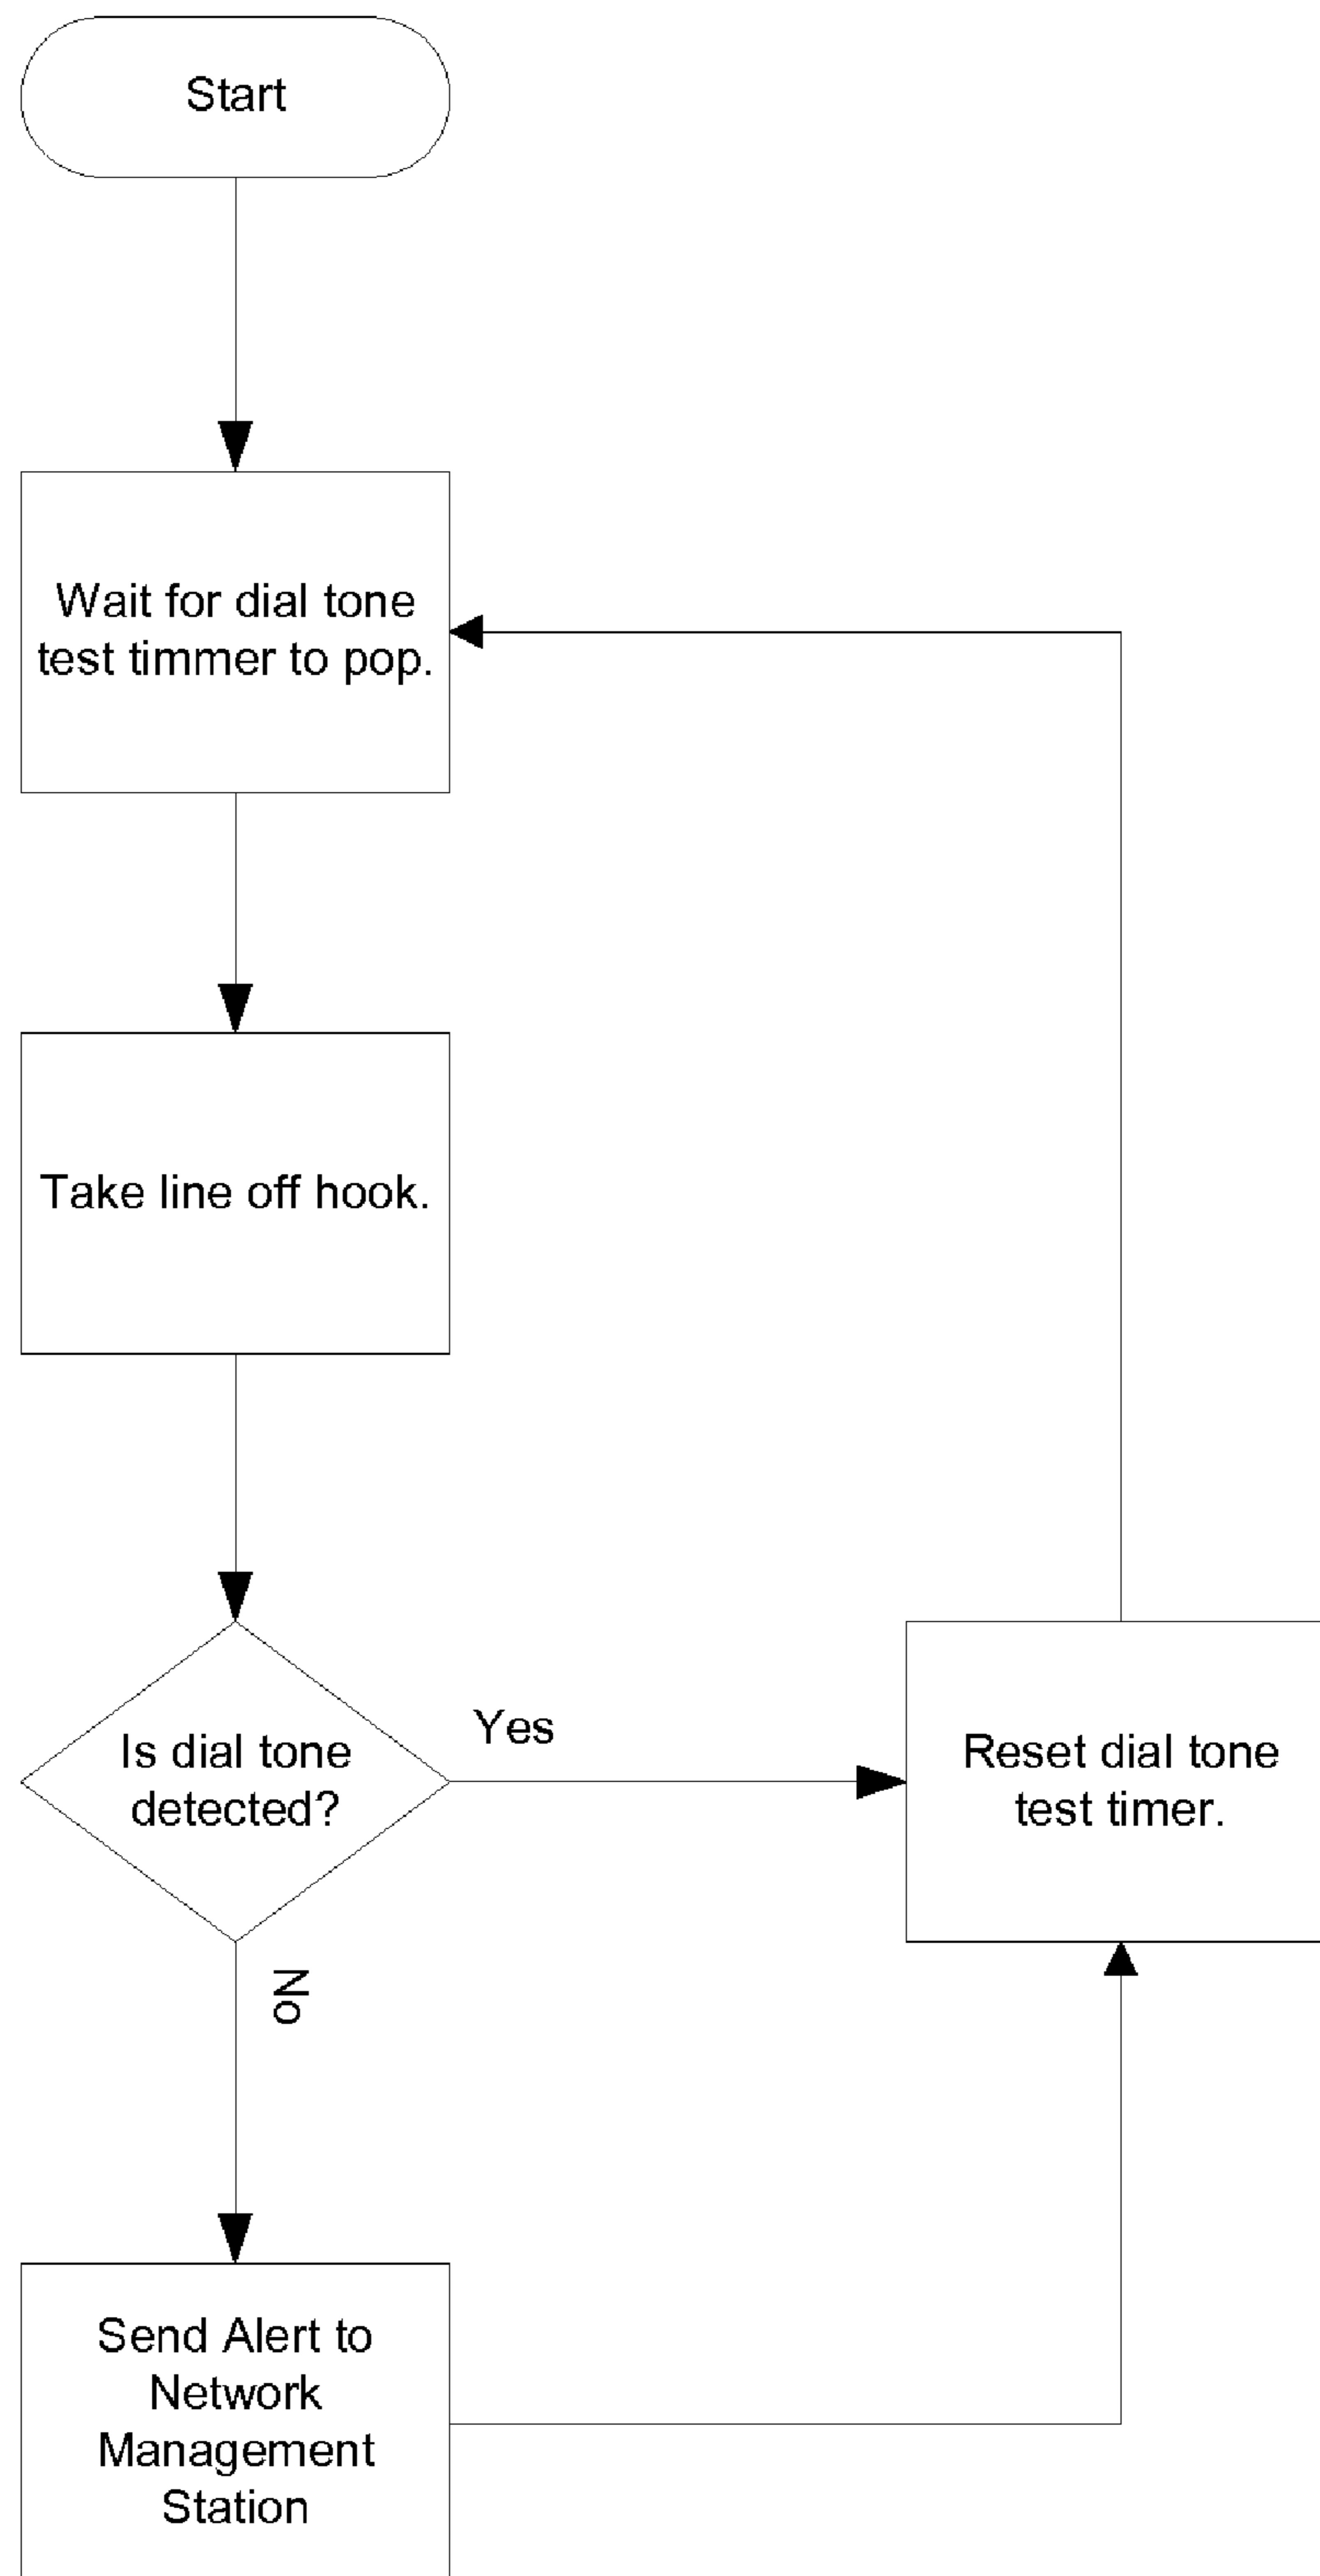 Start
Wait for dial tone
test timmer to pop.
Take line off hook.
Is dial tone
detected?
Yes
Reset dial tone
test timer.
No
Send Alert to
Network
Management
Station